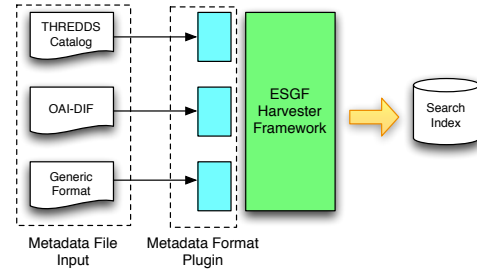 THREDDS
Catalog
OAI-DIF
Generic
Format
ESGF
Harvester
Framework
Search
Index
Metadata File
Input
Metadata Format
Plugin